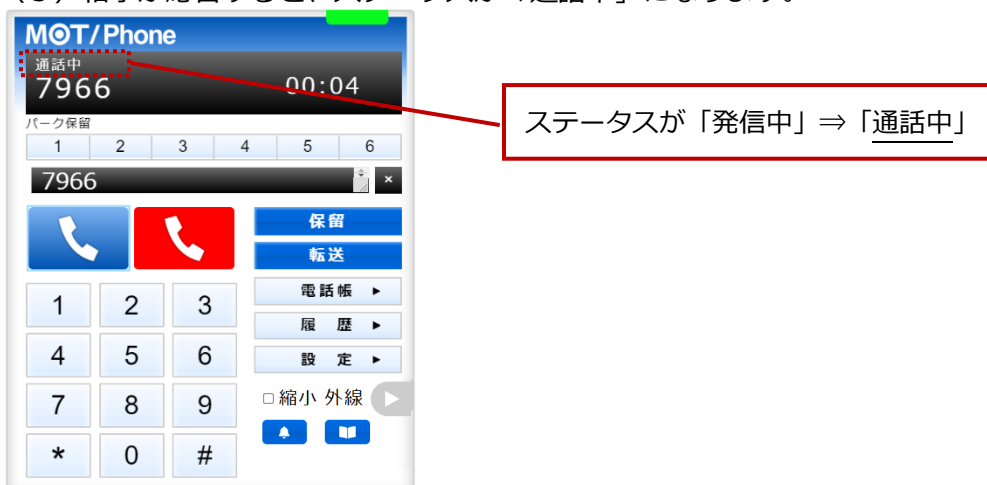 MOT/Phone
通話中
7966 00:04
パーク保留
1 2 3 4 5 6
7966 ×
保留
転送
電話帳 ▶
履 歴 ▶
設 定 ▶
1 2 3
4 5 6
7 8 9
* 0 #
□縮小 外線
ステータスが「発信中」⇒「通話中」